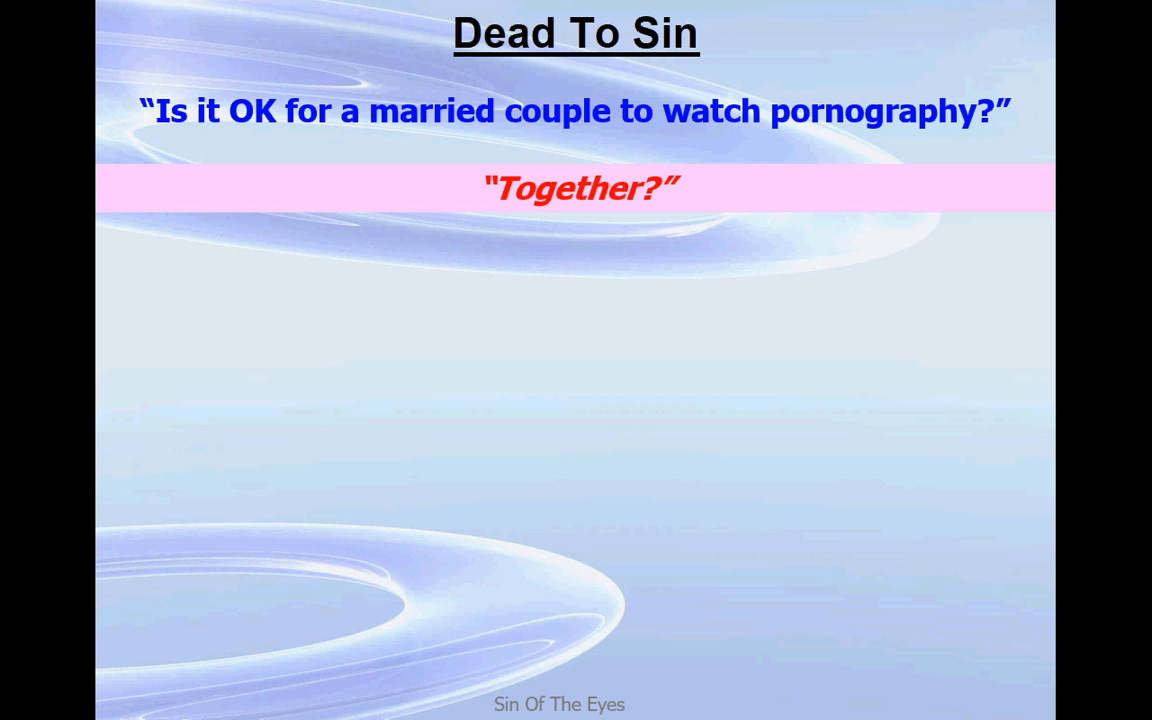 Dead To Sin
“Is it OK for a married couple to watch pornography?”
“Together?”
Sin Of The Eyes